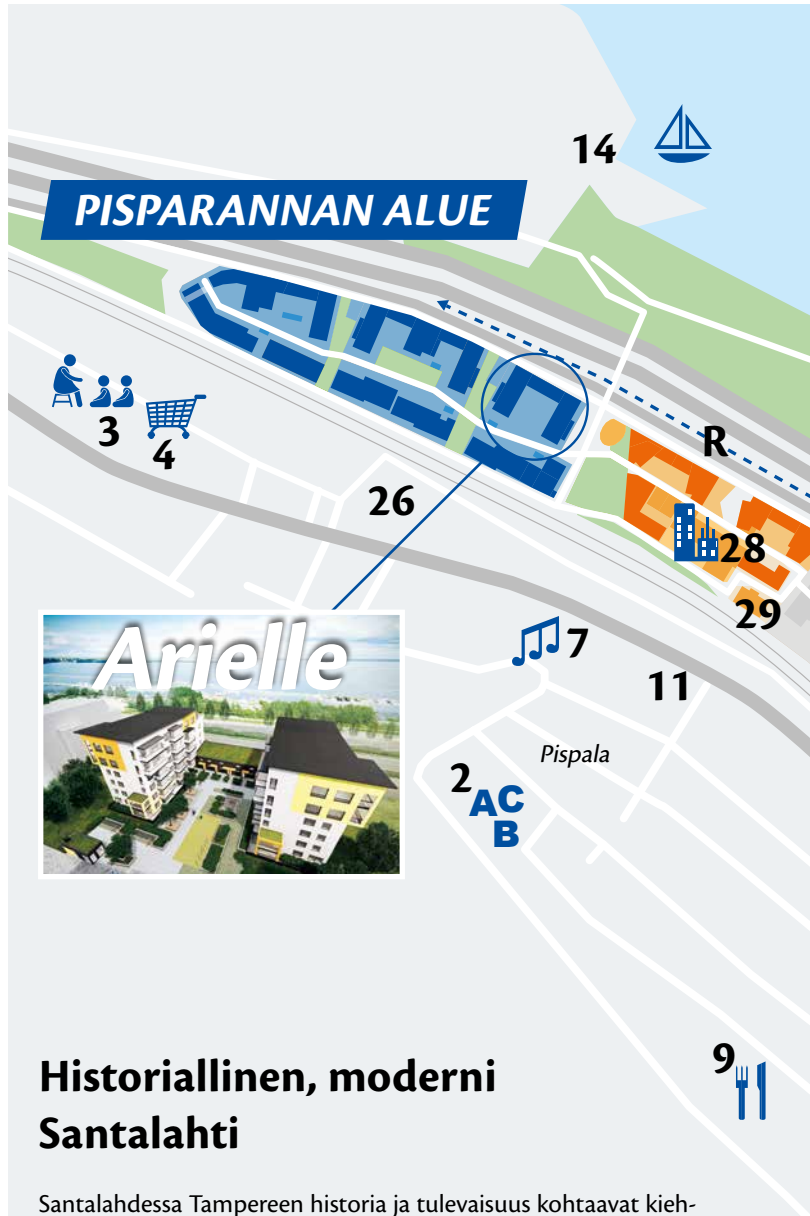 14
PISPARANNAN ALUE
R
3
4
26
28
29
Arielle
7
11
Pispala
2
AC
B
9
Historiallinen, moderni
Santalahti
Santalahdessa Tampereen historia ja tulevaisuus kohtaavat kieh-